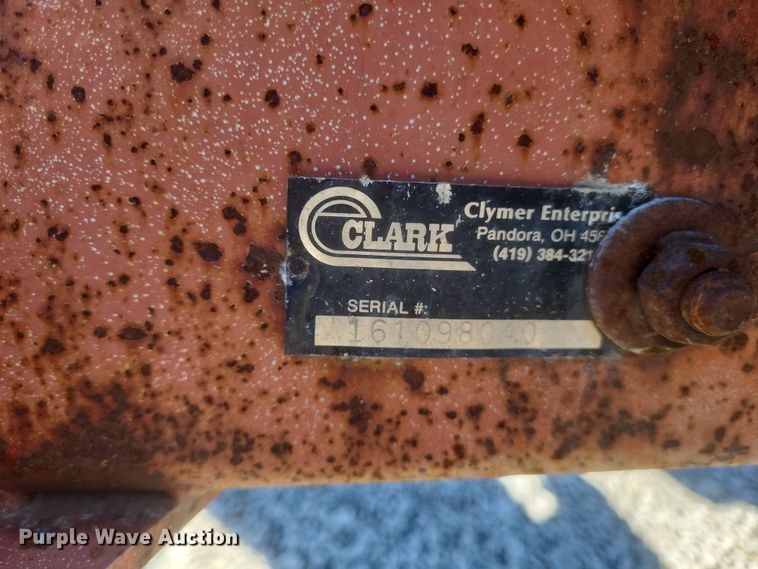 CLARK
Clymer Enterpris
Pandora, OH 456
(419) 384-321
SERIAL #:
161098040
Purple Wave Auction